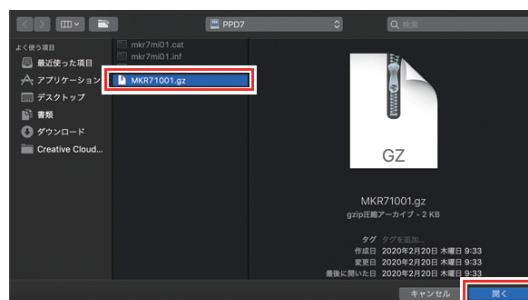 PPD7
検索
よく使う項目
最近使った項目
アプリケーション
デスクトップ
書類
ダウンロード
Creative Cloud...
mkr7mi01.cat
mkr7mi01.inf
MKR71001.gz
GZ
MKR71001.gz
gzip圧縮アーカイブ - 2 KB
タグ タグを追加...
作成日 2020年2月20日 木曜日 9:33
変更日 2020年2月20日 木曜日 9:33
最後に開いた日 2020年2月20日 木曜日 9:33
キャンセル
開く